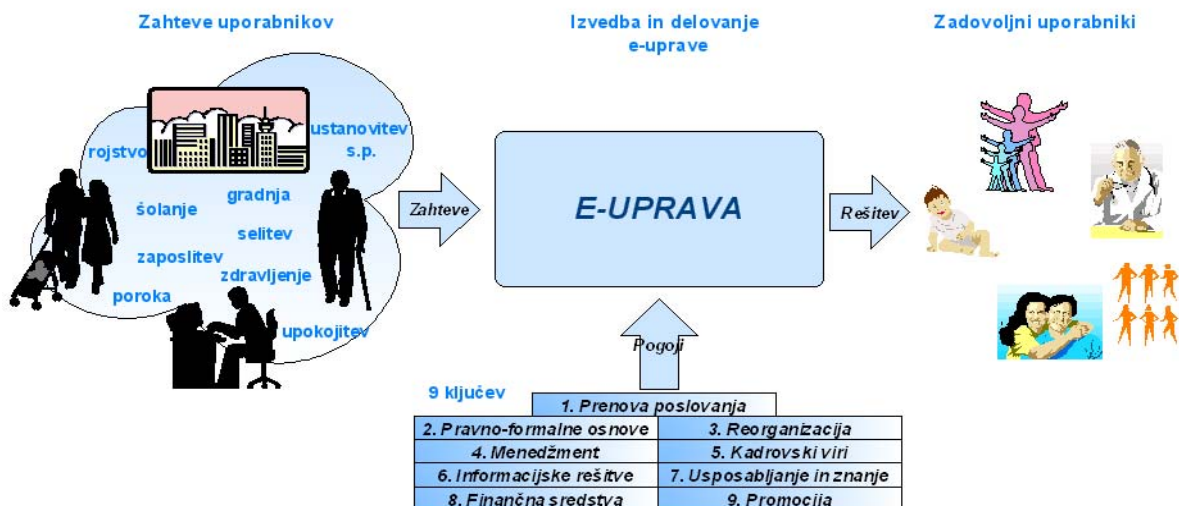 Zahteve uporabnikov
Izvedba in delovanje
e-uprave
Zadovoljni uporabniki
rojstvo
ustanovitev
s.p.
šolanje
gradnja
selitev
zaposlitev
zdravljenje
poroka
upokojitev
Zahteve
E-UPRAVA
Rešitev
Pogoji
9 ključev
1. Prenova poslovanja
2. Pravno-formalne osnove
3. Reorganizacija
4. Menedžment
5. Kadrovski viri
6. Informacijske rešitve
7. Usposabljanje in znanje
8. Finančna sredstva
9. Promocija